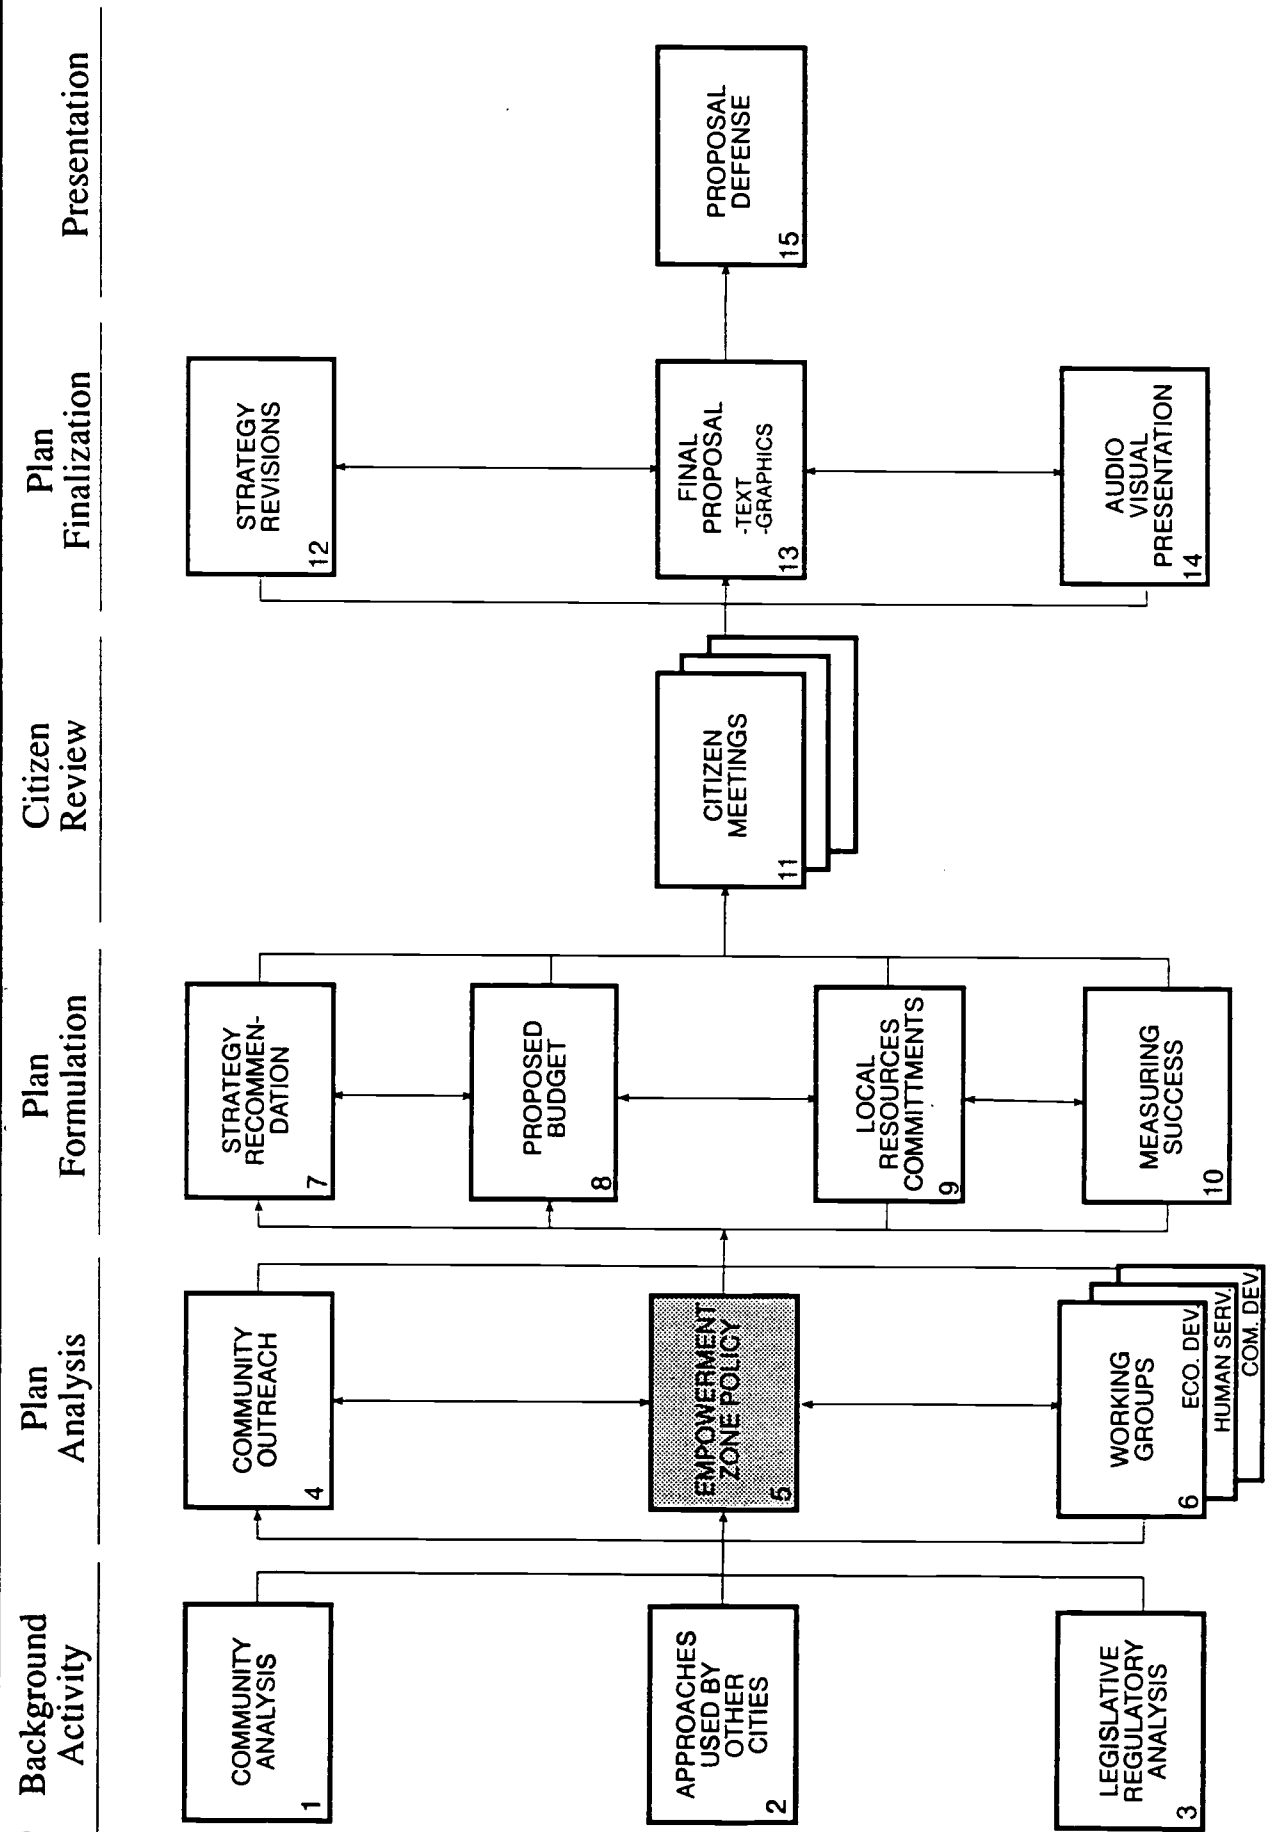 Background
Activity
Plan
Analysis
Plan
Formulation
Citizen
Review
Plan
Finalization
Presentation
COMMUNITY
ANALYSIS
1
APPROACHES
USED BY
OTHER
CITIES
2
LEGISLATIVE
REGULATORY
ANALYSIS
3
COMMUNITY
OUTREACH
4
EMPOWERMENT
ZONE POLICY
5
WORKING
GROUPS
6
ECO. DEV.
HUMAN SERV.
COM. DEV.
STRATEGY
RECOMMEN-
DATION
7
PROPOSED
BUDGET
8
LOCAL
RESOURCES
COMMITTMENTS
9
MEASURING
SUCCESS
10
CITIZEN
MEETINGS
11
STRATEGY
REVISIONS
12
FINAL
PROPOSAL
-TEXT
-GRAPHICS
13
AUDIO
VISUAL
PRESENTATION
14
PROPOSAL
DEFENSE
15